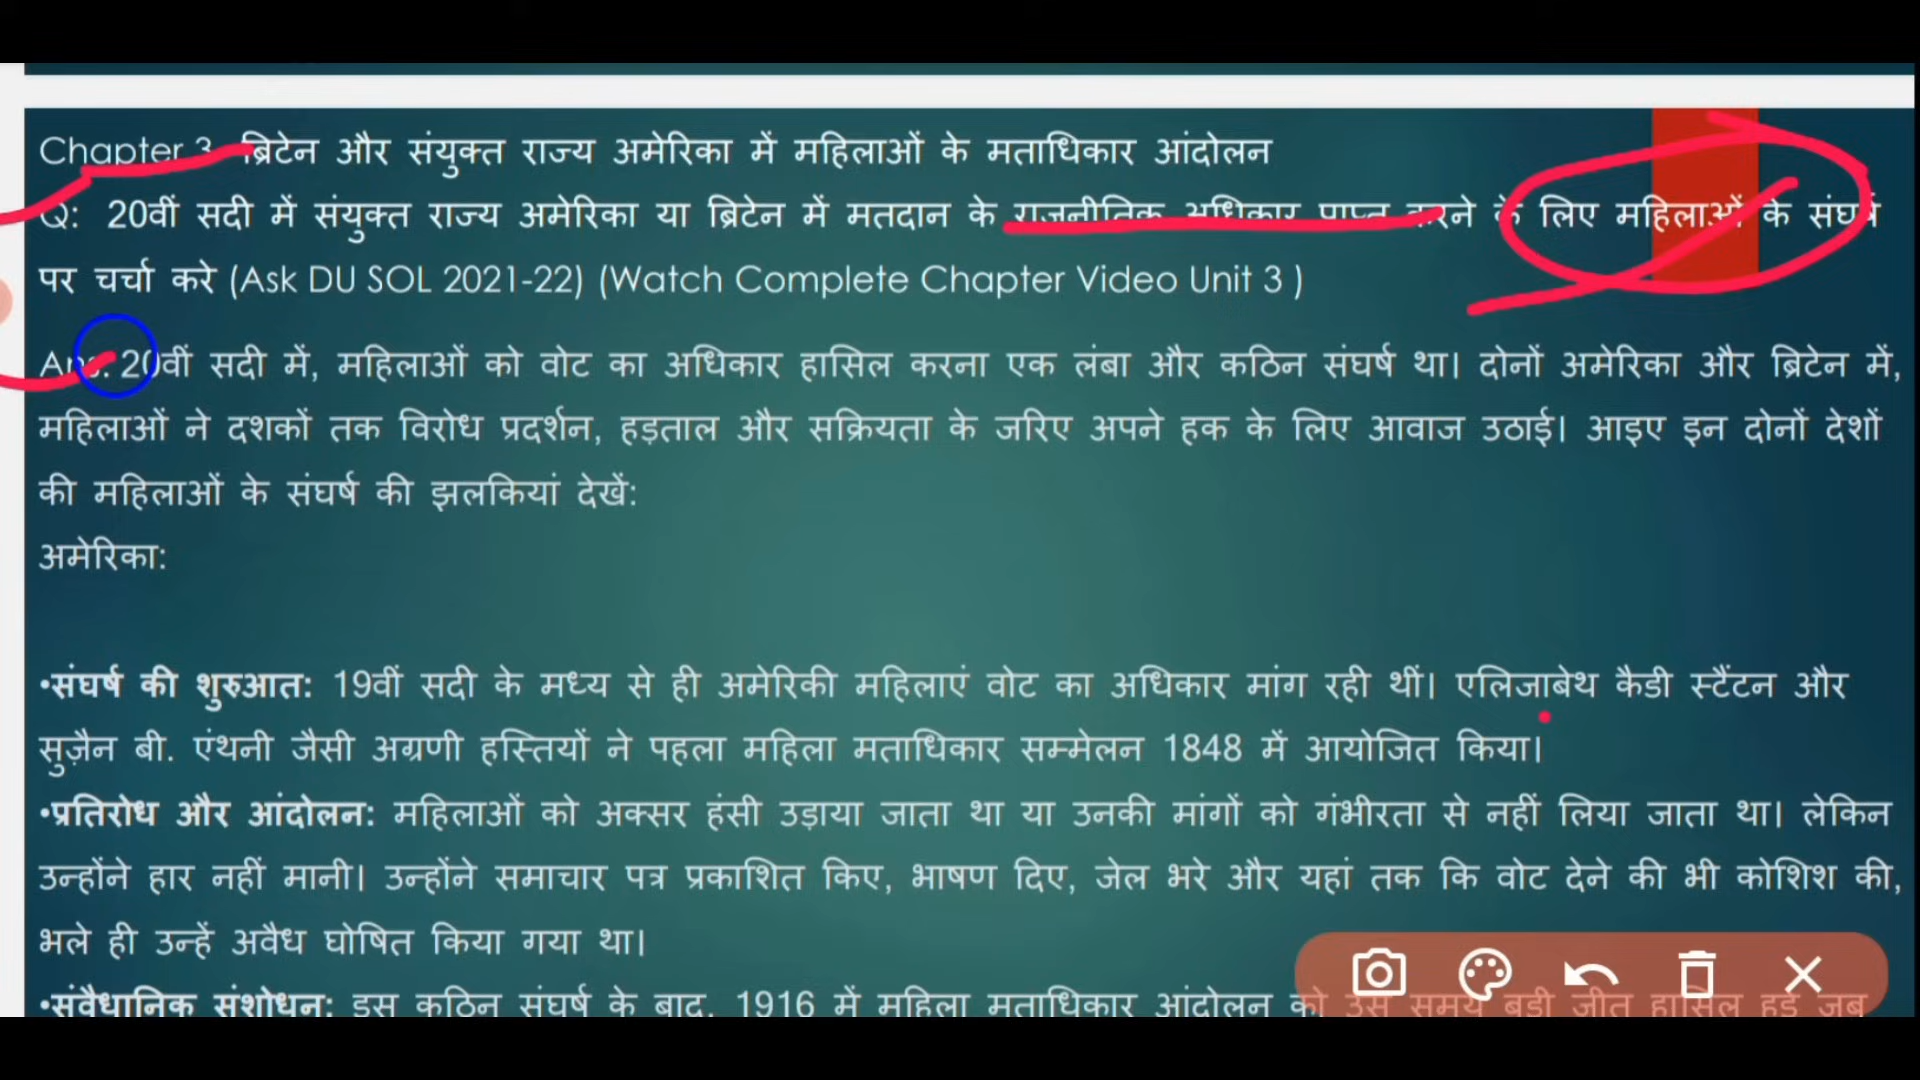 Chapter 3 ब्रिटेन और संयुक्त राज्य अमेरिका में महिलाओं के मताधिकार आंदोलन
Q: 20वीं सदी में संयुक्त राज्य अमेरिका या ब्रिटेन में मतदान के राजनीतिक अधिकार प्राप्त करने के लिए महिलाओं के संघर्ष
पर चर्चा करे (Ask DU SOL 2021-22) (Watch Complete Chapter Video Unit 3 )
Ans: 20वीं सदी में, महिलाओं को वोट का अधिकार हासिल करना एक लंबा और कठिन संघर्ष था। दोनों अमेरिका और ब्रिटेन में,
महिलाओं ने दशकों तक विरोध प्रदर्शन, हड़ताल और सक्रियता के जरिए अपने हक के लिए आवाज उठाई। आइए इन दोनों देशों
की महिलाओं के संघर्ष की झलकियां देखें:
अमेरिका:
•संघर्ष की शुरुआत: 19वीं सदी के मध्य से ही अमेरिकी महिलाएं वोट का अधिकार मांग रही थीं। एलिजाबेथ कैडी स्टैंटन और
सुज़ैन बी. एंथनी जैसी अग्रणी हस्तियों ने पहला महिला मताधिकार सम्मेलन 1848 में आयोजित किया।
•प्रतिरोध और आंदोलन: महिलाओं को अक्सर हंसी उड़ाया जाता था या उनकी मांगों को गंभीरता से नहीं लिया जाता था। लेकिन
उन्होंने हार नहीं मानी। उन्होंने समाचार पत्र प्रकाशित किए, भाषण दिए, जेल भरे और यहां तक कि वोट देने की भी कोशिश की,
भले ही उन्हें अवैध घोषित किया गया था।
•संवैधानिक संशोधन: इस कठिन संघर्ष के बाद, 1916 में महिला मताधिकार आंदोलन को उस समय बड़ी जीत हासिल हुई जब